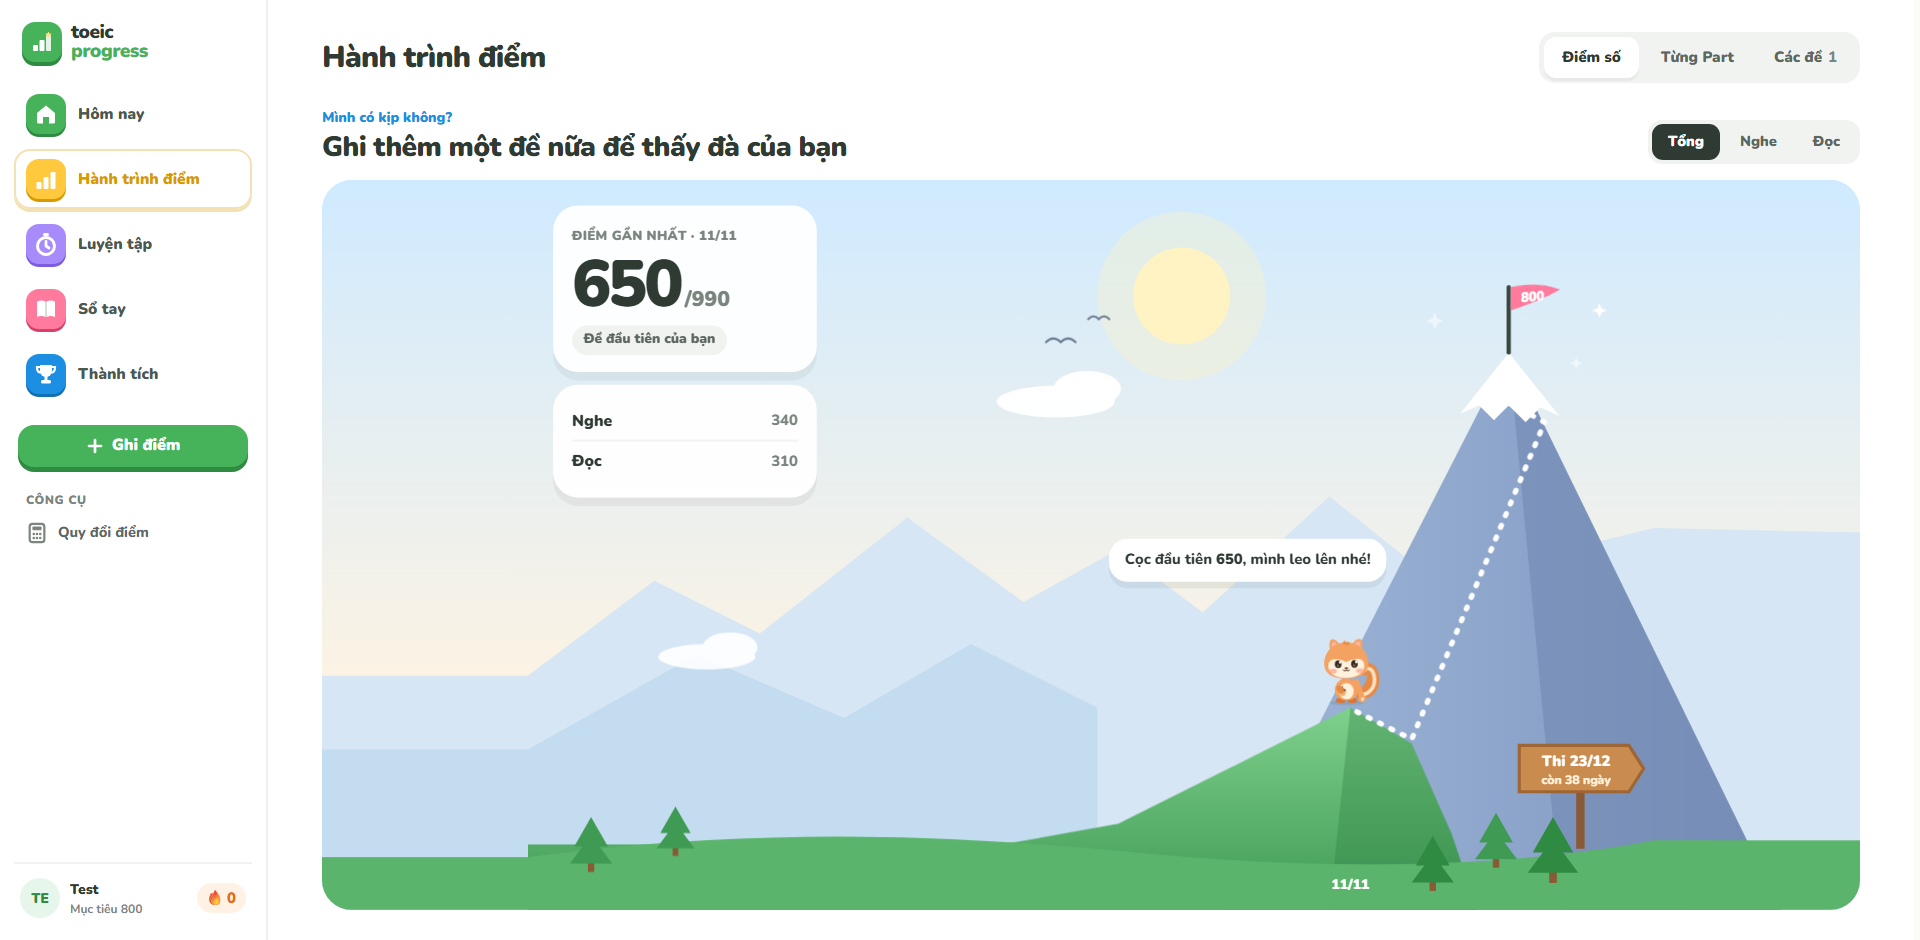 toeic
progress
Hôm nay
Hành trình điểm
Luyện tập
Sổ tay
Thành tích
+ Ghi điểm
CÔNG CỤ
Quy đổi điểm
TE
Test
Mục tiêu 800
0
Hành trình điểm
Điểm số
Từng Part
Các đề 1
Mình có kịp không?
Ghi thêm một đề nữa để thấy đà của bạn
Tổng
Nghe
Đọc
ĐIỂM GẦN NHẤT · 11/11
650/990
Đề đầu tiên của bạn
Nghe 340
Đọc 310
800
Cọc đầu tiên 650, mình leo lên nhé!
Thi 23/12
còn 38 ngày
11/11